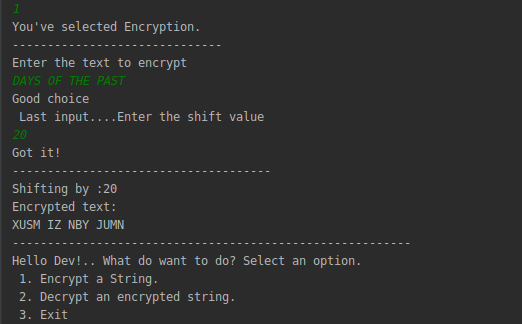 1
You've selected Encryption.
------------------------------
Enter the text to encrypt
DAYS OF THE PAST
Good choice
 Last input....Enter the shift value
20
Got it!
-------------------------------------
Shifting by :20
Encrypted text:
XUSM IZ NBY JUMN
---------------------------------------------------------
Hello Dev!.. What do want to do? Select an option.
 1. Encrypt a String.
 2. Decrypt an encrypted string.
 3. Exit